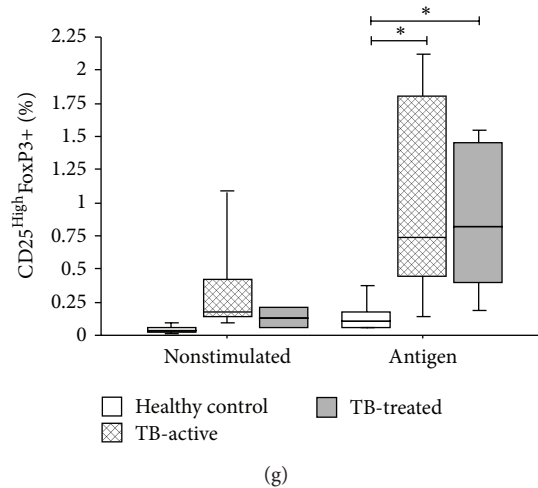 * *
2.25
2
1.75
1.5
1.25
1
0.75
0.5
0.25
0
CD25^High FoxP3+ (%)
Nonstimulated Antigen
Healthy control TB-treated
TB-active
(g)